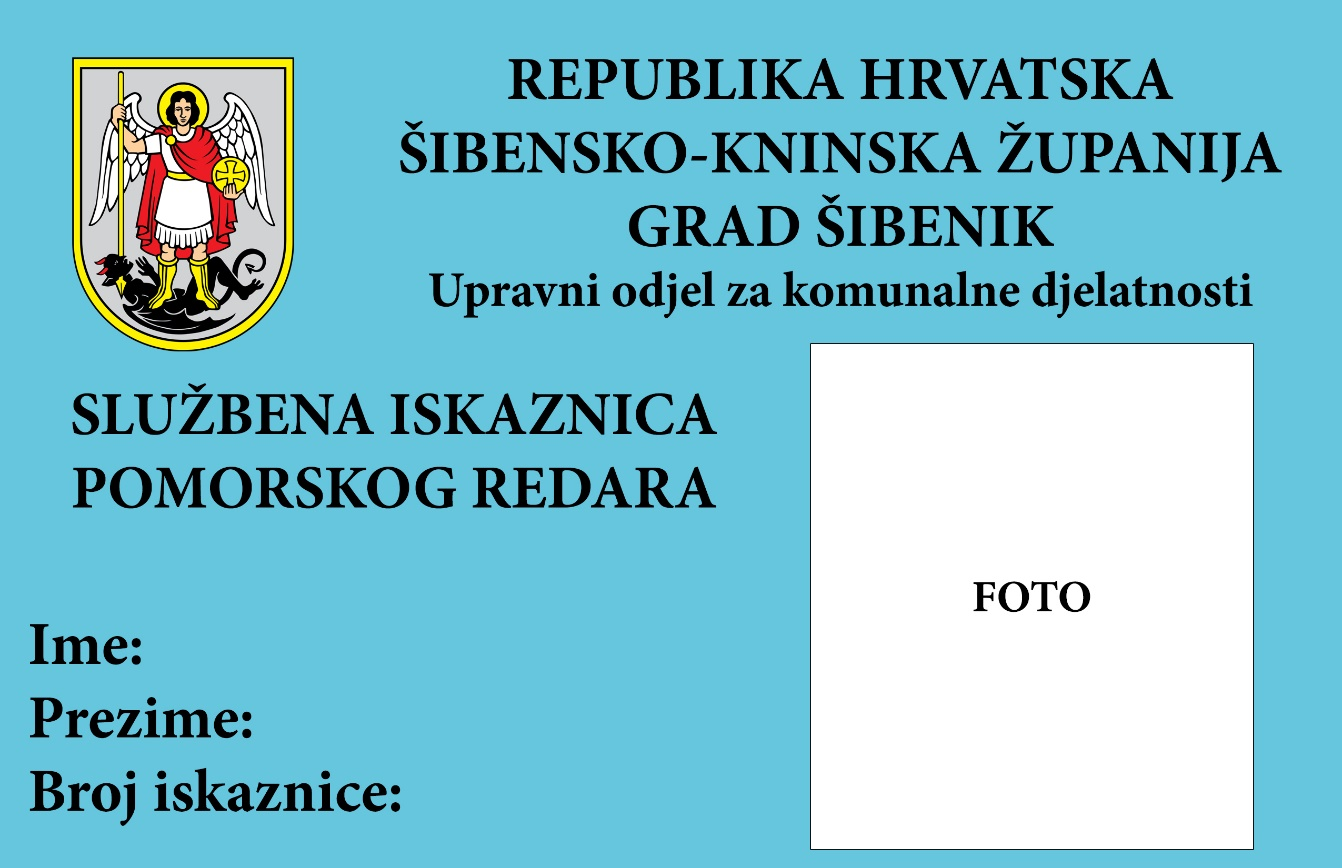 REPUBLIKA HRVATSKA
ŠIBENSKO-KNINSKA ŽUPANIJA
GRAD ŠIBENIK
Upravni odjel za komunalne djelatnosti
SLUŽBENA ISKAZNICA
POMORSKOG REDARA
FOTO
Ime:
Prezime:
Broj iskaznice: